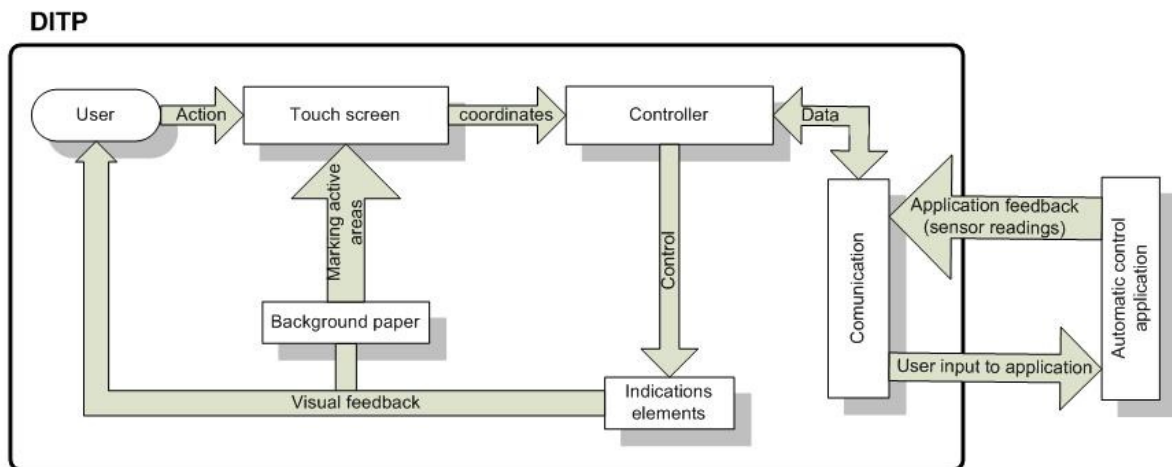 DITP
User
Action
Touch screen
coordinates
Controller
Data
Marking active
areas
Control
Application feedback
(sensor readings)
Comunication
Automatic control
application
Background paper
User input to application
Indications
elements
Visual feedback